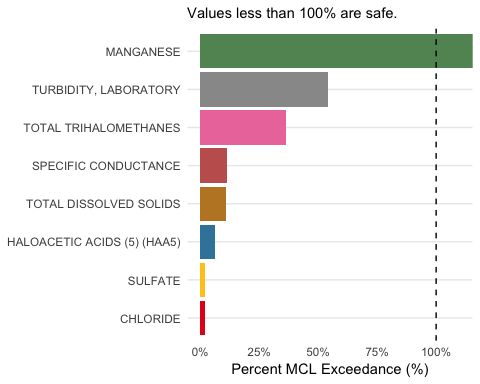 Values less than 100% are safe.
MANGANESE
TURBIDITY, LABORATORY
TOTAL TRIHALOMETHANES
SPECIFIC CONDUCTANCE
TOTAL DISSOLVED SOLIDS
HALOACETIC ACIDS (5) (HAA5)
SULFATE
CHLORIDE
0% 25% 50% 75% 100%
Percent MCL Exceedance (%)